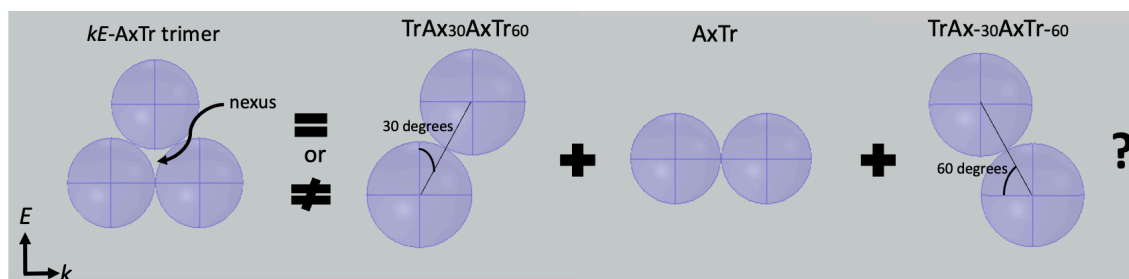 kE-AxTr trimer
nexus
E
k
=
or
≠
TrAx30AxTr60
30 degrees
+
AxTr
+
TrAx-30AxTr-60
60 degrees
?